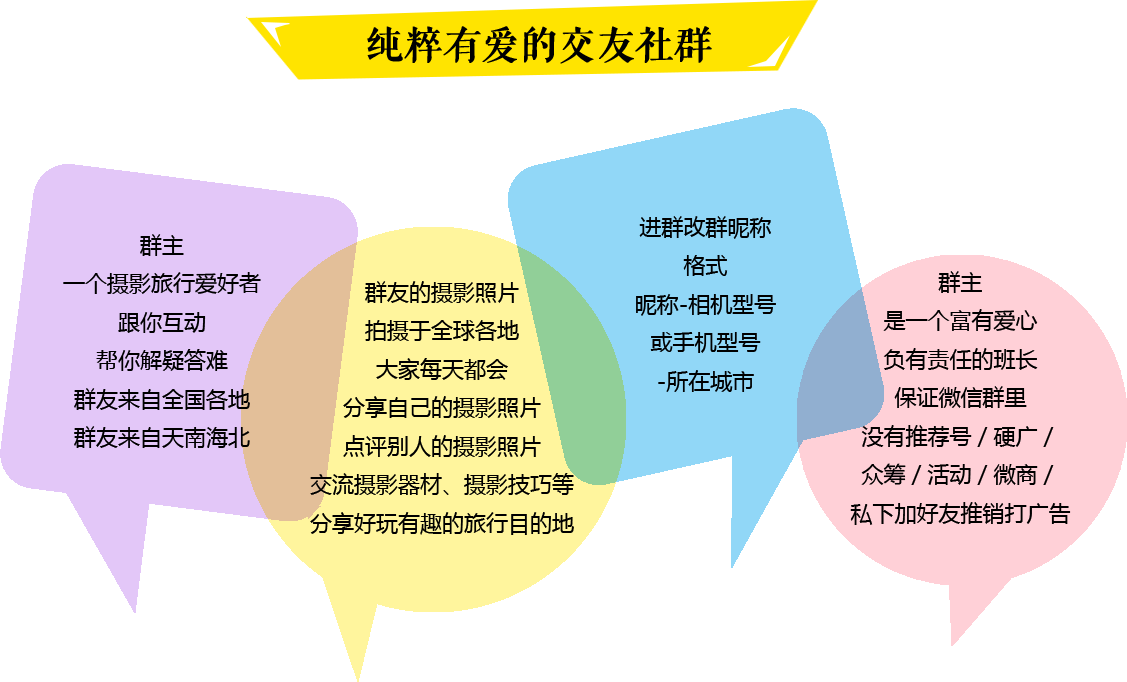 纯粹有爱的交友社群
群主
一个摄影旅行爱好者
跟你互动
帮你解疑答难
群友来自全国各地
群友来自天南海北
群友的摄影照片
拍摄于全球各地
大家每天都会
分享自己的摄影照片
点评别人的摄影照片
交流摄影器材、摄影技巧等
分享好玩有趣的旅行目的地
进群改群昵称
格式
昵称-相机型号
或手机型号
-所在城市
群主
是一个富有爱心
负有责任的班长
保证微信群里
没有推荐号 / 硬广 /
众筹 / 活动 / 微商 /
私下加好友推销打广告